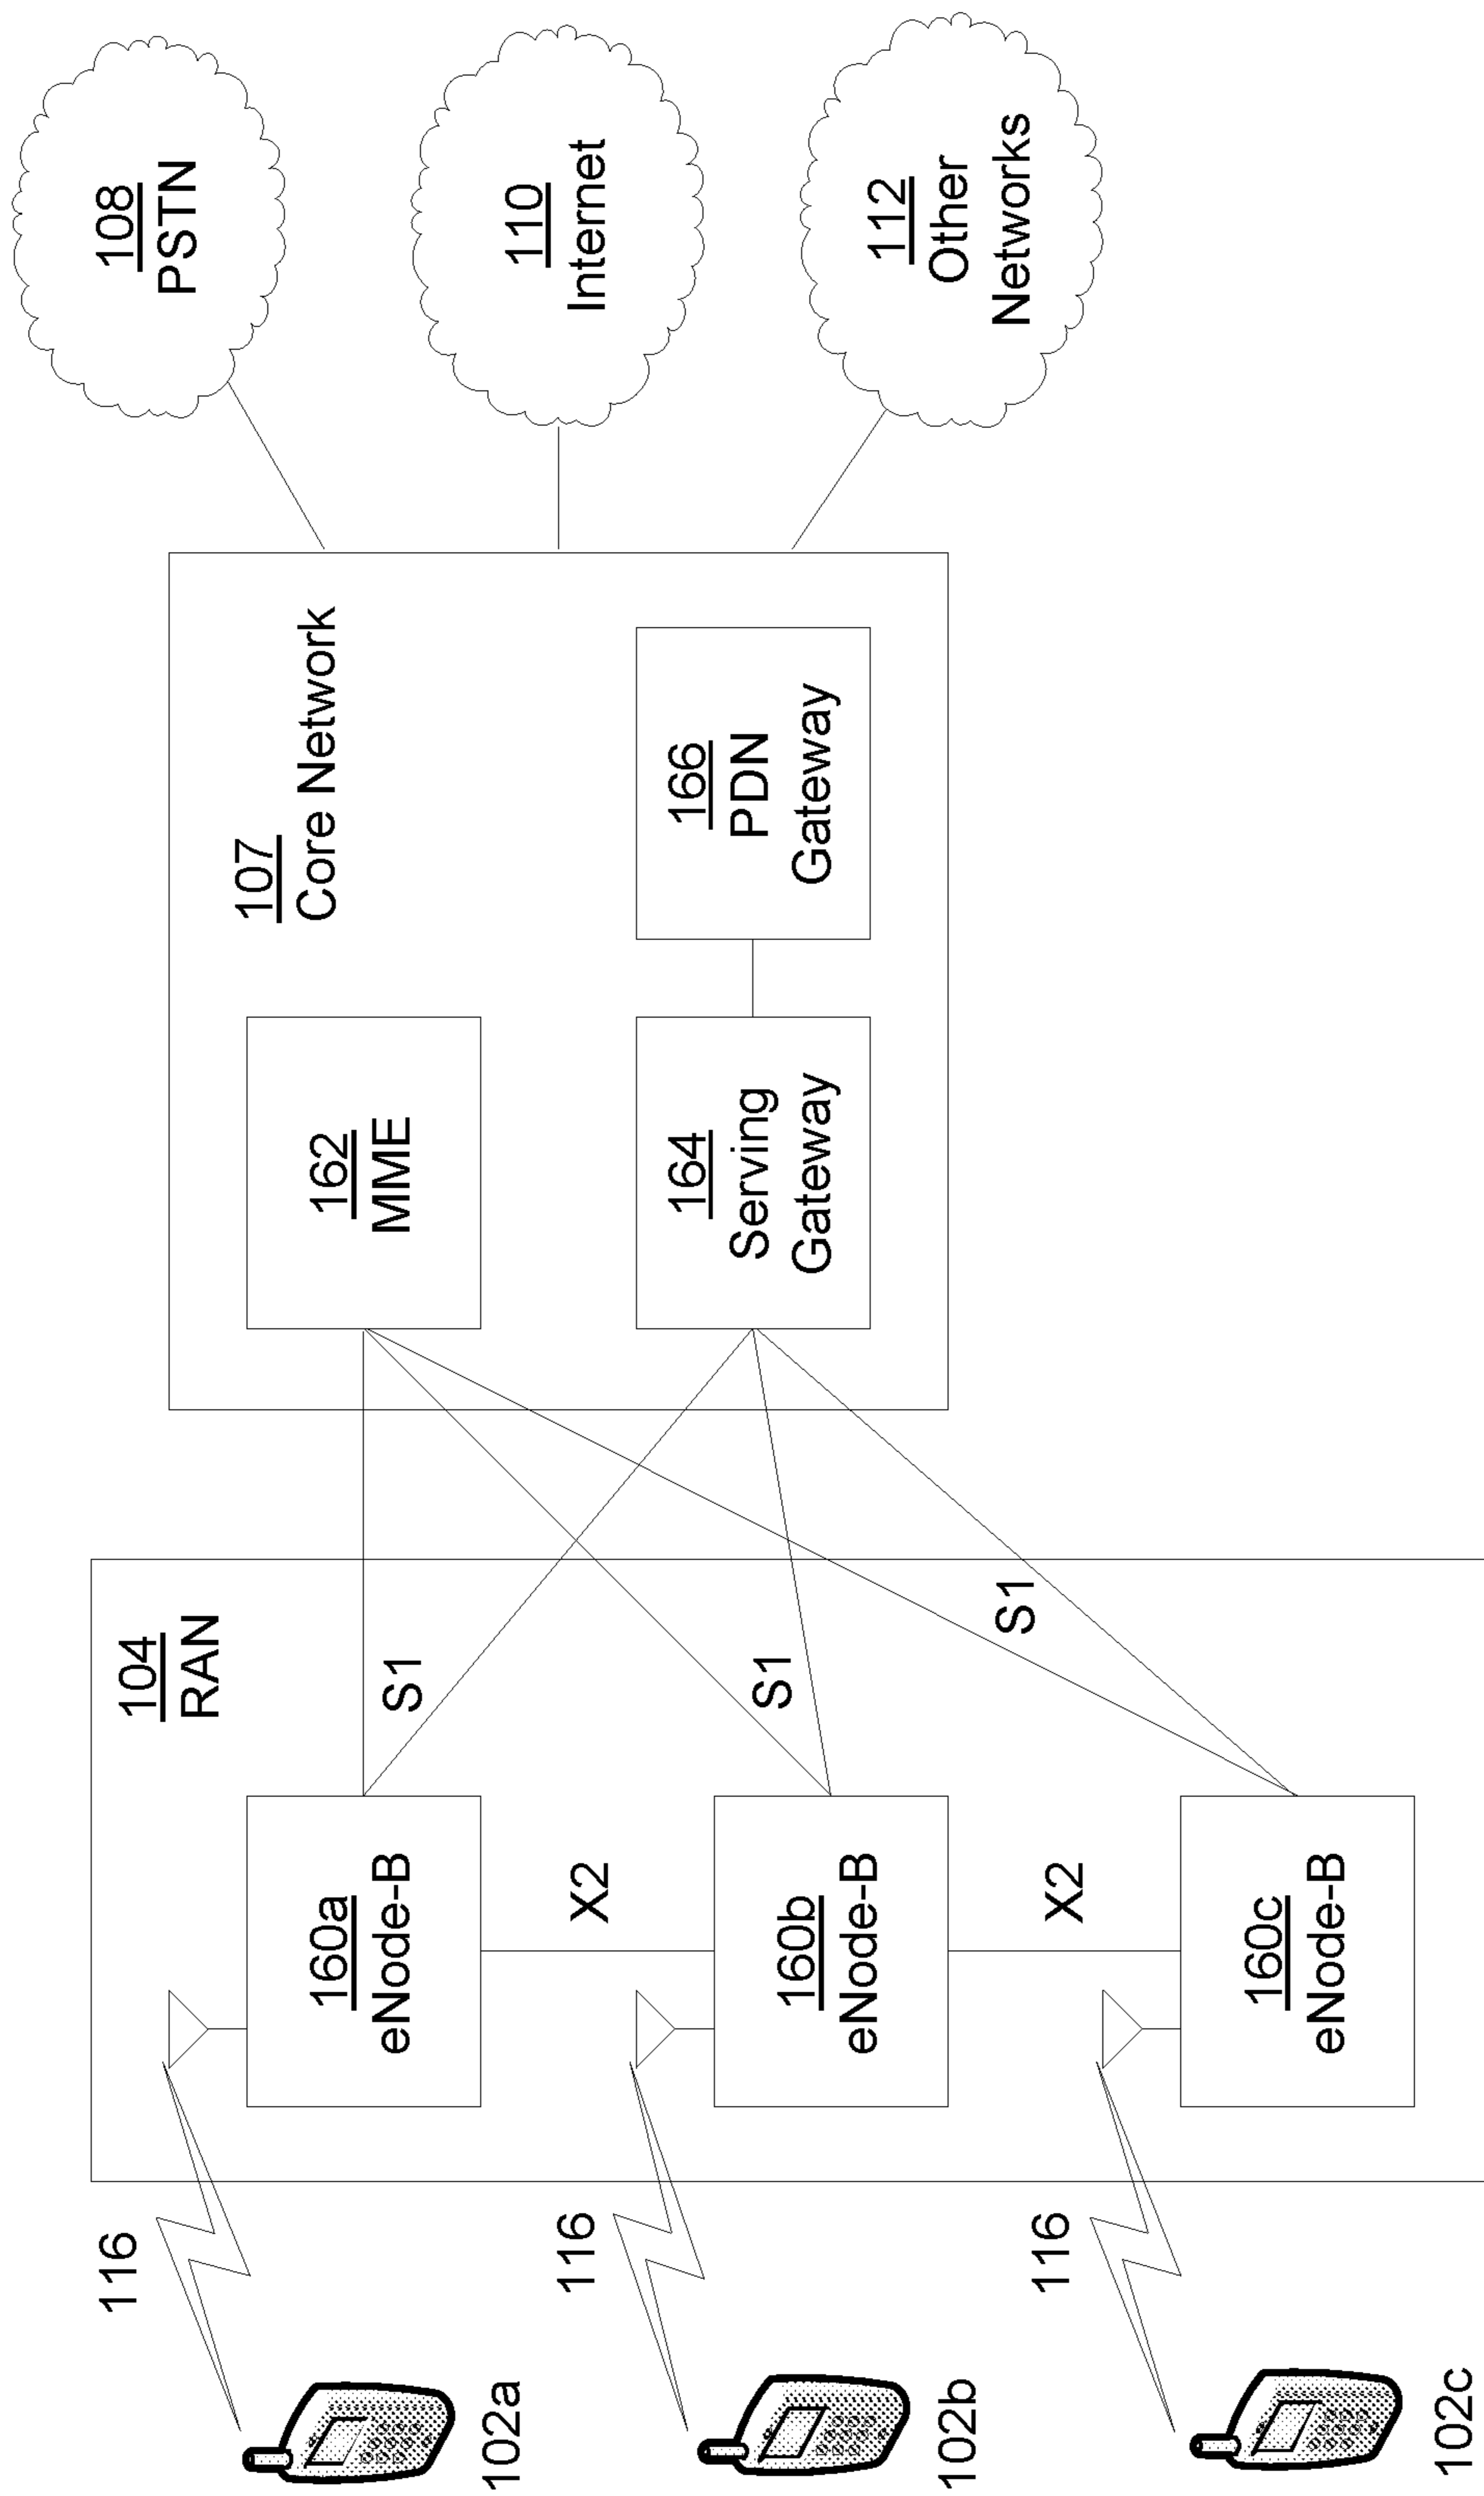 102a
116
104
RAN
160a
eNode-B
S1
X2
102b
116
160b
eNode-B
S1
X2
102c
116
160c
eNode-B
S1
107
Core Network
162
MME
164
Serving
Gateway
166
PDN
Gateway
108
PSTN
110
Internet
112
Other
Networks